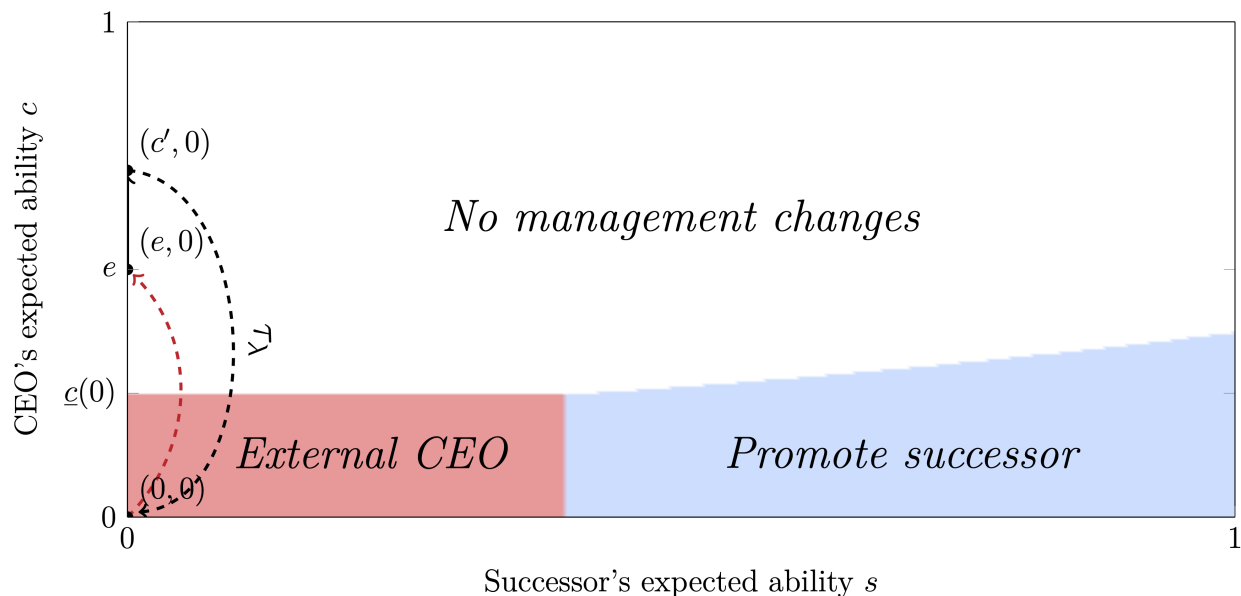 1
(c′, 0)
No management changes
(e, 0)
e
c(0)
External CEO
Promote successor
(0, 0)
0
0
1
Successor's expected ability s
CEO's expected ability c